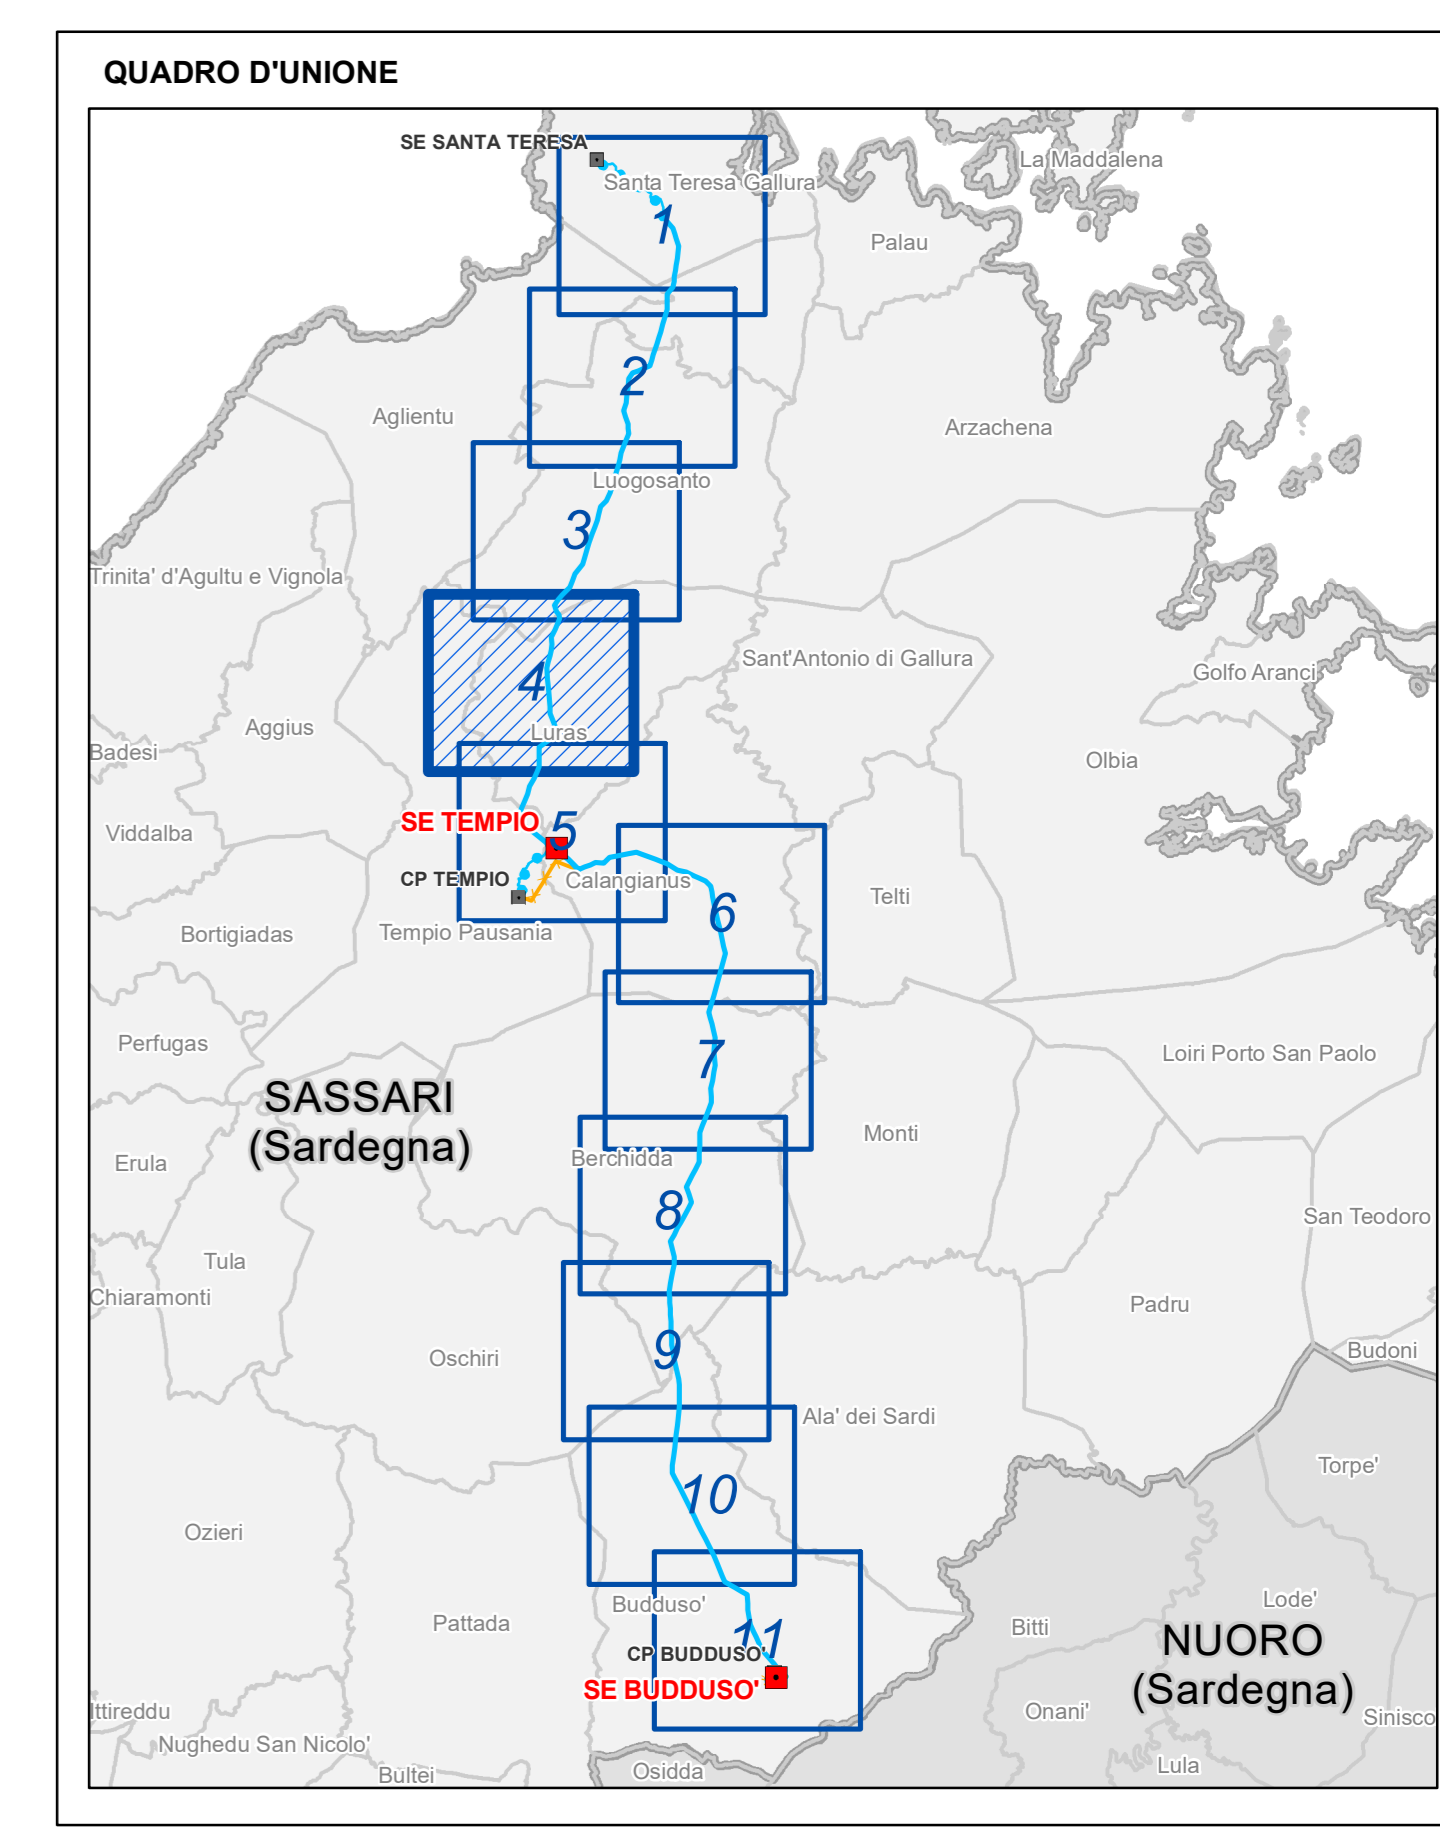 QUADRO D'UNIONE
SE SANTA TERESA
La Maddalena
Santa Teresa Gallura
1
Palau
2
Aglientu
Arzachena
Luogosanto
3
Trinita' d'Agultu e Vignola
Sant'Antonio di Gallura
Golfo Aranci
4
Aggius
Luras
Badesi
Olbia
SE TEMPIO
5
Viddalba
CP TEMPIO
Calangianus
Telti
6
Tempio Pausania
Bortigiadas
Perfugas
Loiri Porto San Paolo
7
SASSARI
(Sardegna)
Monti
Erula
Berchidda
8
San Teodoro
Tula
Chiaramonti
Padru
9
Oschiri
Budoni
Ala' dei Sardi
Torpe'
10
Ozieri
Lode'
Budduso'
Pattada
Bitti
11
NUORO
(Sardegna)
CP BUDDUSO'
SE BUDDUSO'
Ittireddu
Onani'
Sinisco
Nughedu San Nicolo'
Lula
Osidda
Bultei